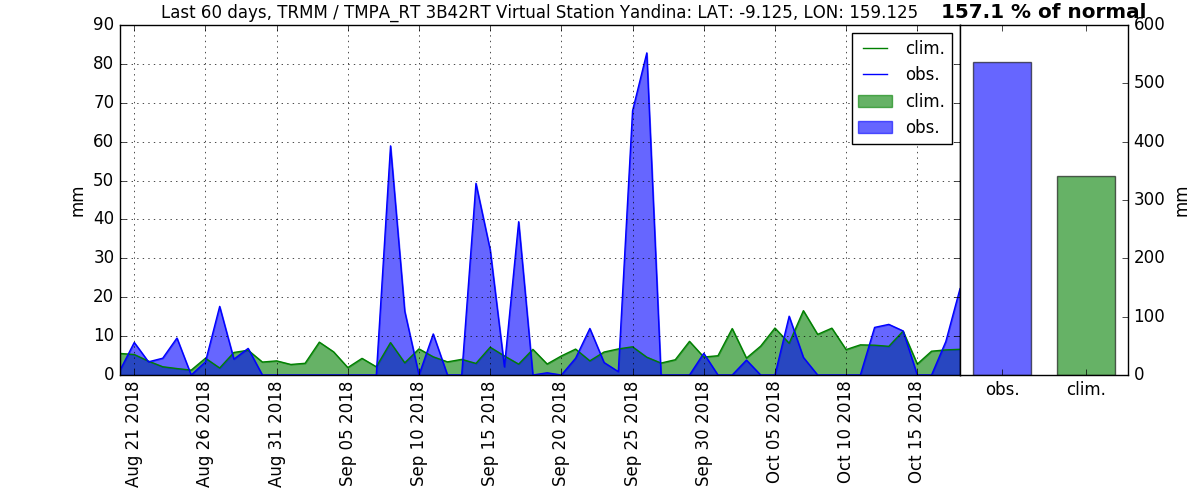 Last 60 days, TRMM / TMPA_RT 3B42RT Virtual Station Yandina: LAT: -9.125, LON: 159.125
157.1 % of normal
90
80
70
60
50
40
30
20
10
0
mm
clim.
obs.
clim.
obs.
600
500
400
300
200
100
0
mm
obs.
clim.
Aug 21 2018
Aug 26 2018
Aug 31 2018
Sep 05 2018
Sep 10 2018
Sep 15 2018
Sep 20 2018
Sep 25 2018
Sep 30 2018
Oct 05 2018
Oct 10 2018
Oct 15 2018